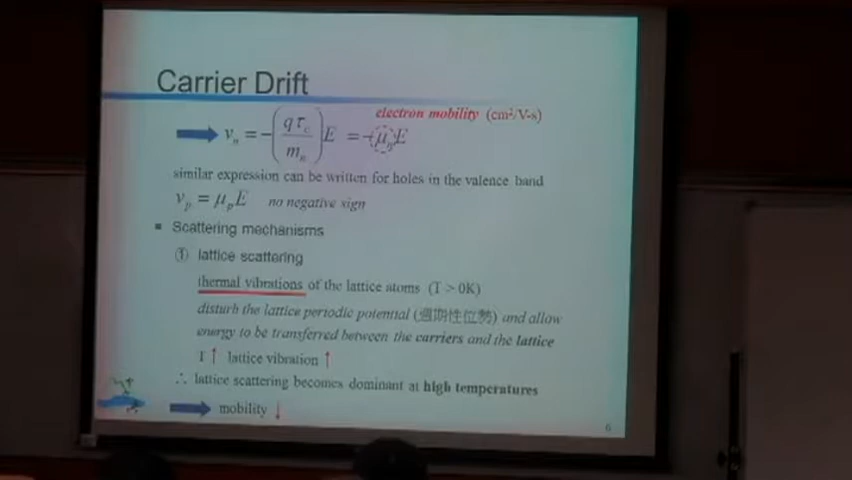 Carrier Drift
electron mobility (cm²/V-s)
vₙ = −(qτ_c / mₙ) E = −μₙE
similar expression can be written for holes in the valence band
vₚ = μₚE no negative sign
▪ Scattering mechanisms
① lattice scattering
thermal vibrations of the lattice atoms (T > 0K)
disturb the lattice periodic potential (週期性位勢) and allow
energy to be transferred between the carriers and the lattice
T ↑ lattice vibration ↑
∴ lattice scattering becomes dominant at high temperatures
mobility ↓
6